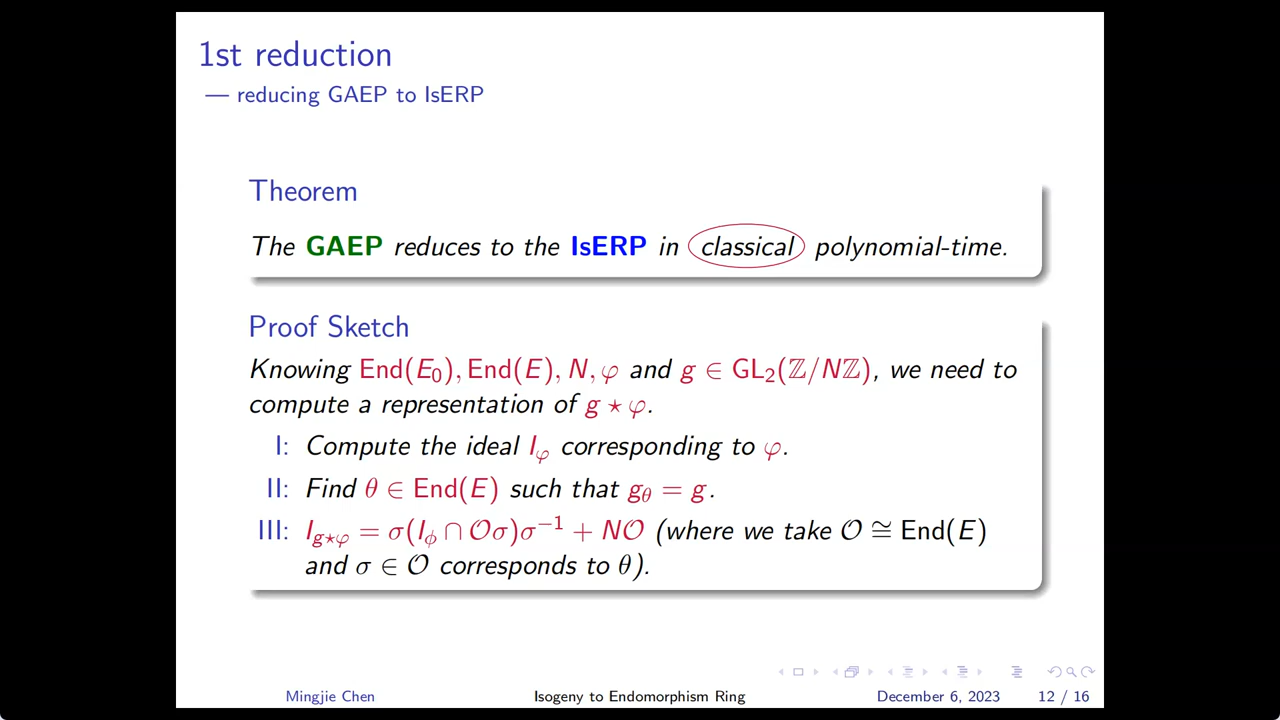 1st reduction
— reducing GAEP to IsERP
Theorem
The GAEP reduces to the IsERP in classical polynomial-time.
Proof Sketch
Knowing End(E₀), End(E), N, φ and g ∈ GL₂(ℤ/Nℤ), we need to
compute a representation of g ⋆ φ.
I: Compute the ideal I_φ corresponding to φ.
II: Find θ ∈ End(E) such that g_θ = g.
III: I_{g⋆φ} = σ(I_ϕ ∩ 𝒪σ)σ⁻¹ + N𝒪 (where we take 𝒪 ≅ End(E)
and σ ∈ 𝒪 corresponds to θ).
Mingjie Chen Isogeny to Endomorphism Ring December 6, 2023 12 / 16